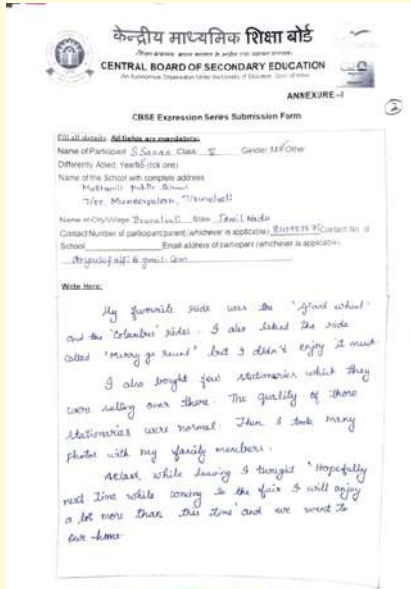 केन्द्रीय माध्यमिक शिक्षा बोर्ड
CENTRAL BOARD OF SECONDARY EDUCATION
ANNEXURE –I
2
CBSE Expression Series Submission Form
Fill all details. All fields are mandatory:
Name of Participant S. Class V Gender: M/F/Other
Differently Abled: Yes/No (tick one)
Name of the School with complete address
Public School
Name of City/Village State Tamil Nadu
Contact Number of participant/parent (whichever is applicable) Contact No. of
School Email address of participant (whichever is applicable)
Write Here:
My favourite ride was the "Giant wheel"
and the "Columbus" rides. I also liked the ride
called "Merry go round" but I didn't enjoy it much.
I also bought few stationaries which they
were selling over there. The quality of those
stationaries were normal. Then I took many
photos with my family members.
Atlast, while leaving I thought "Hopefully
next time while coming to the fair I will enjoy
a lot more than this time" and we went to
our home.